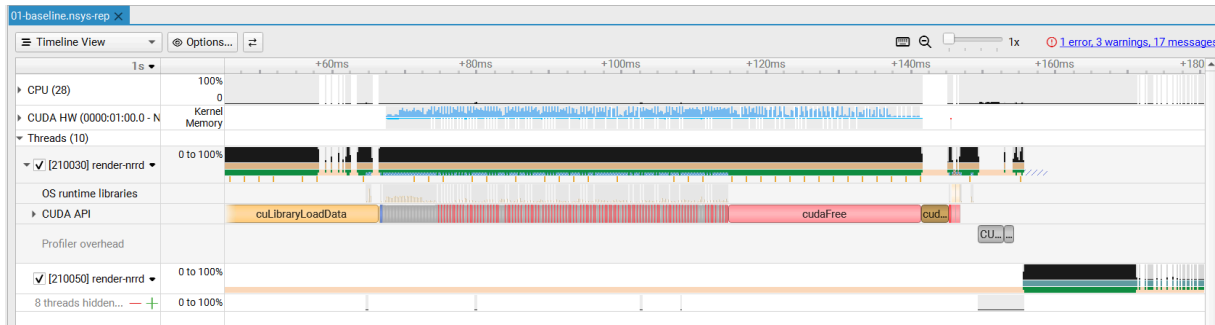 01-baseline.nsys-rep ×
Timeline View Options... 1x 1 error, 3 warnings, 17 messages
1s +60ms +80ms +100ms +120ms +140ms +160ms +180
CPU (28) 100% 0
CUDA HW (0000:01:00.0 - N Kernel Memory
Threads (10)
[210030] render-nrrd 0 to 100%
OS runtime libraries
CUDA API cuLibraryLoadData cudaFree cud...
Profiler overhead CU... ...
[210050] render-nrrd 0 to 100%
8 threads hidden... — + 0 to 100%